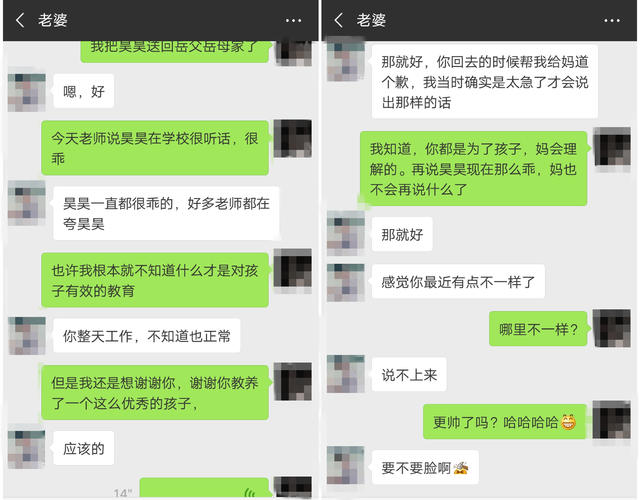 老婆
我把昊昊送回岳父岳母家了
嗯，好
今天老师说昊昊在学校很听话，很
乖
昊昊一直都很乖的，好多老师都在
夸昊昊
也许我根本就不知道什么才是对孩
子有效的教育
你整天工作，不知道也正常
但是我还是想谢谢你，谢谢你教养
了一个这么优秀的孩子，
应该的
14"
老婆
那就好，你回去的时候帮我给妈道
个歉，我当时确实是太急了才会说
出那样的话
我知道，你都是为了孩子，妈会理
解的。再说昊昊现在那么乖，妈也
不会再说什么了
那就好
感觉你最近有点不一样了
哪里不一样？
说不上来
更帅了吗？哈哈哈哈😁
要不要脸啊